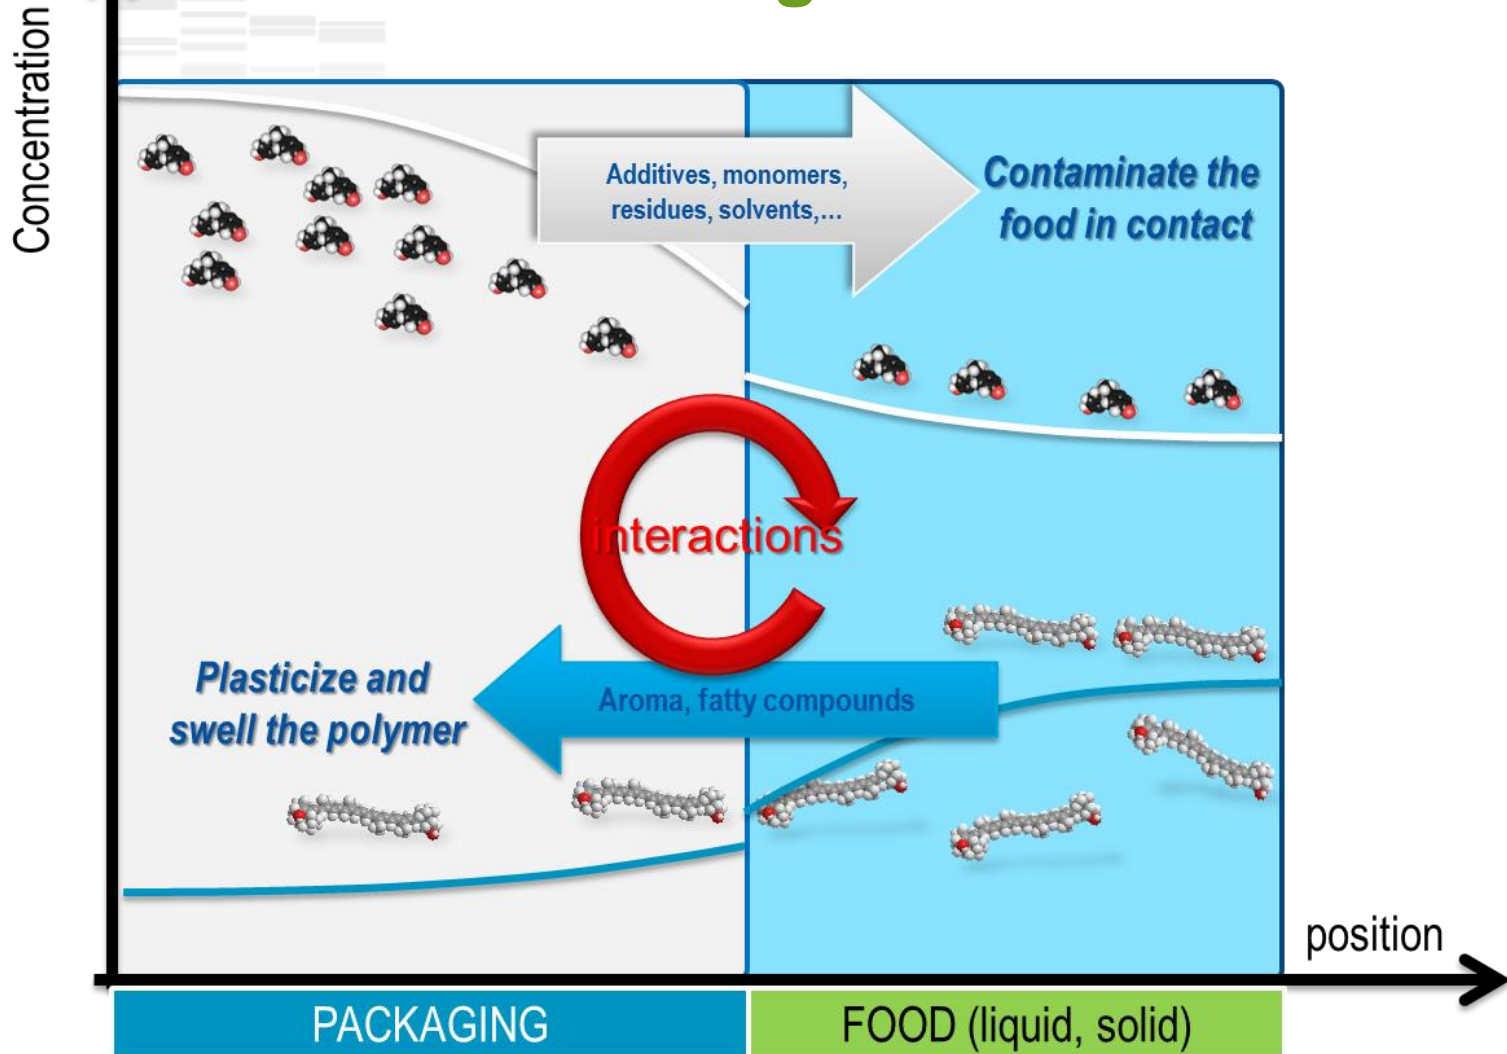 Concentration
Additives, monomers,
residues, solvents,...
Contaminate the
food in contact
interactions
Plasticize and
swell the polymer
Aroma, fatty compounds
position
PACKAGING
FOOD (liquid, solid)